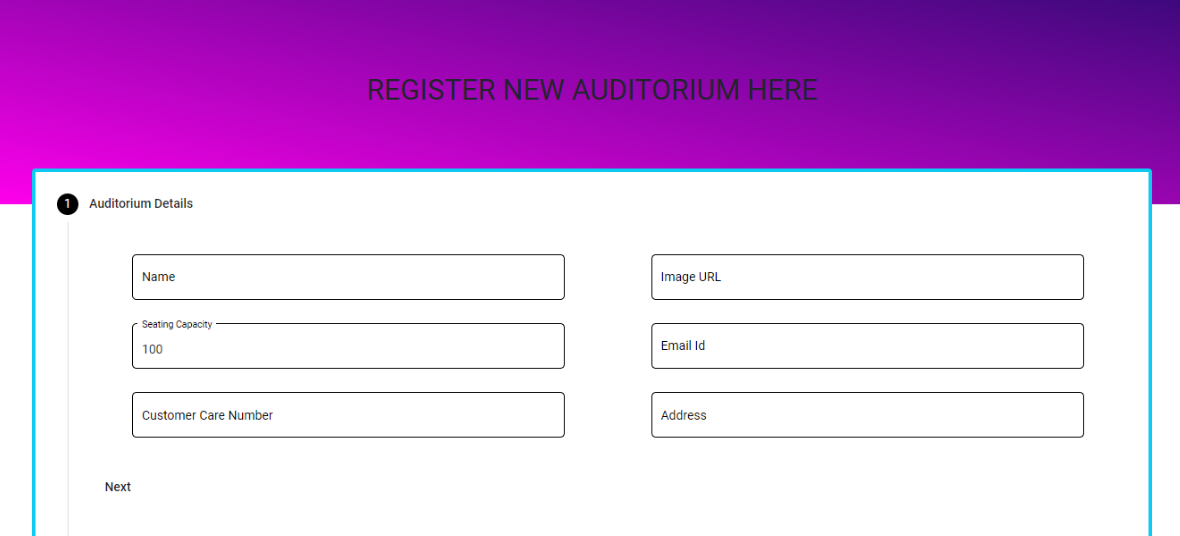 REGISTER NEW AUDITORIUM HERE
1 Auditorium Details
Name
Image URL
Seating Capacity
100
Email Id
Customer Care Number
Address
Next